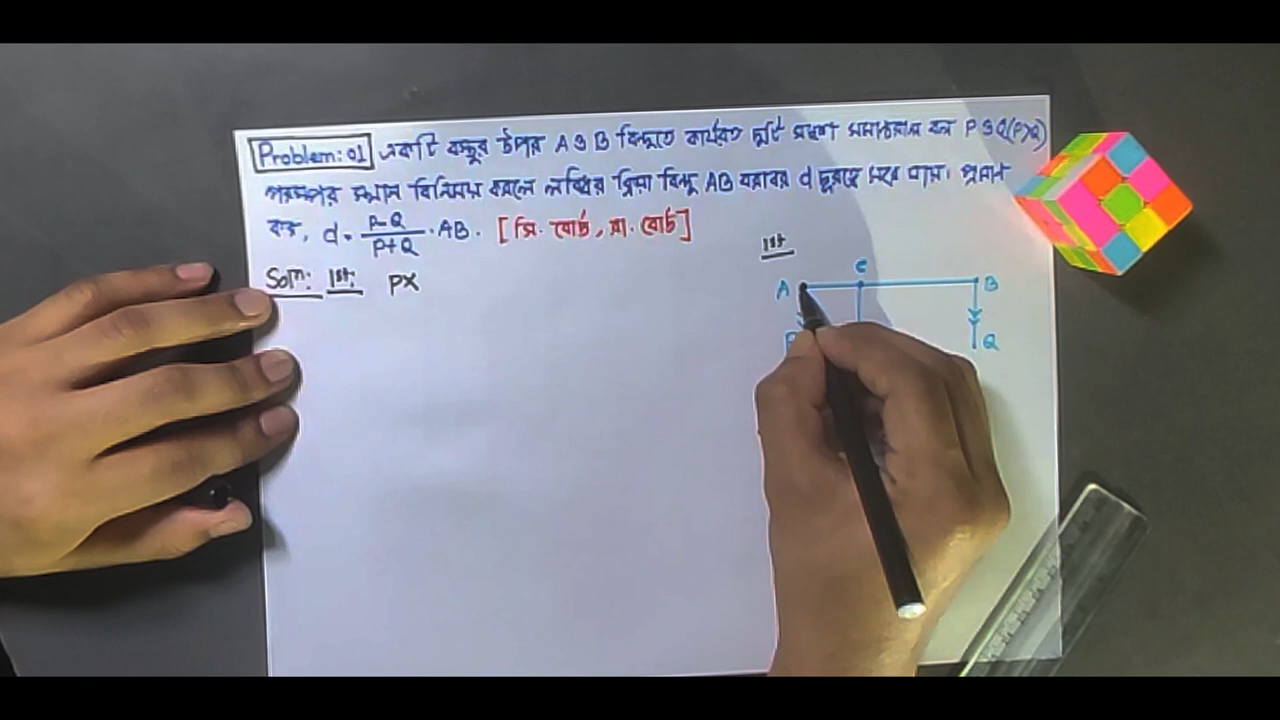 Problem: 01 একটি বস্তুর উপর A ও B বিন্দুতে কার্যরত দুটি সদৃশ সমান্তরাল বল P ও Q (P>Q)
পরস্পর স্থান বিনিময় করলে লব্ধির ক্রিয়া বিন্দু AB বরাবর d দূরত্বে সরে যায়। প্রমাণ
কর, d = P-Q / P+Q · AB. [সি. বোর্ড, রা. বোর্ড]
1st
Soln: 1st: PX
A C B
P Q